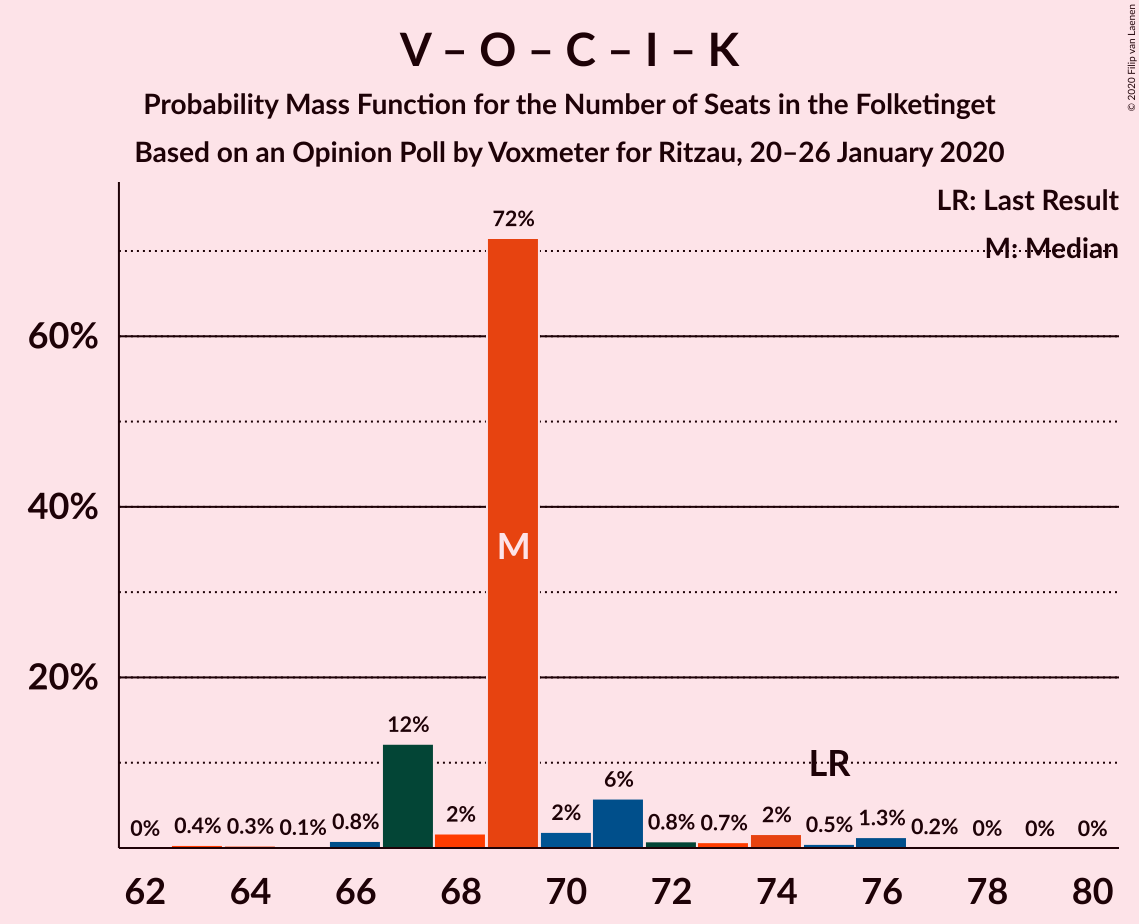 V – O – C – I – K
Probability Mass Function for the Number of Seats in the Folketinget
Based on an Opinion Poll by Voxmeter for Ritzau, 20–26 January 2020
© 2020 Filip van Laenen
LR: Last Result
M: Median
60%
40%
20%
0%
0.4%
0.3%
0.1%
0.8%
12%
2%
72%
2%
6%
0.8%
0.7%
2%
0.5%
1.3%
0.2%
0%
0%
0%
M
LR
62 64 66 68 70 72 74 76 78 80